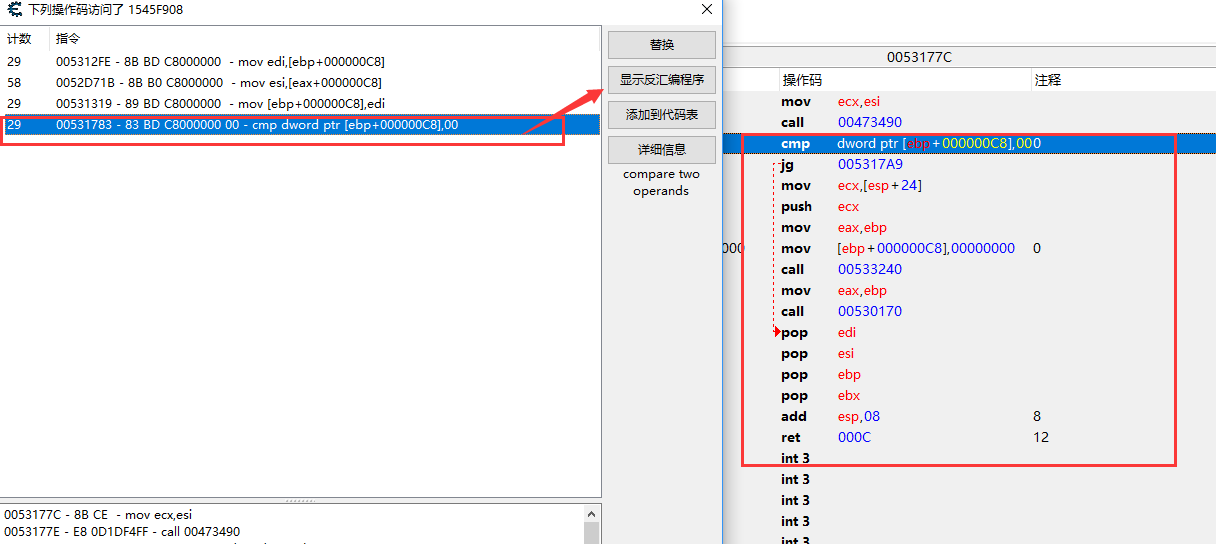 下列操作码访问了 1545F908
计数 指令
29 005312FE - 8B BD C8000000 - mov edi,[ebp+000000C8]
58 0052D71B - 8B B0 C8000000 - mov esi,[eax+000000C8]
29 00531319 - 89 BD C8000000 - mov [ebp+000000C8],edi
29 00531783 - 83 BD C8000000 00 - cmp dword ptr [ebp+000000C8],00
替换
显示反汇编程序
添加到代码表
详细信息
compare two
operands
0053177C - 8B CE - mov ecx,esi
0053177E - E8 0D1DF4FF - call 00473490
0053177C
操作码 注释
mov ecx,esi
call 00473490
cmp dword ptr [ebp+000000C8],00 0
jg 005317A9
mov ecx,[esp+24]
push ecx
mov eax,ebp
000 mov [ebp+000000C8],00000000 0
call 00533240
mov eax,ebp
call 00530170
pop edi
pop esi
pop ebp
pop ebx
add esp,08 8
ret 000C 12
int 3
int 3
int 3
int 3
int 3